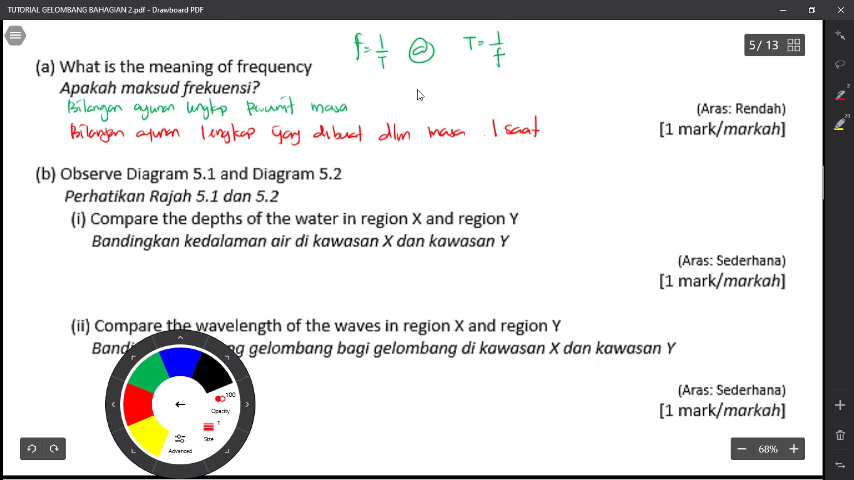 TUTORIAL GELOMBANG BAHAGIAN 2.pdf - Drawboard PDF
5 / 13
f = 1/T @ T = 1/f
(a) What is the meaning of frequency
Apakah maksud frekuensi?
Bilangan ayunan lengkap per unit masa
(Aras: Rendah)
Bilangan ayunan lengkap yang dibuat dlm masa 1 saat
[1 mark/markah]
(b) Observe Diagram 5.1 and Diagram 5.2
Perhatikan Rajah 5.1 dan 5.2
(i) Compare the depths of the water in region X and region Y
Bandingkan kedalaman air di kawasan X dan kawasan Y
(Aras: Sederhana)
[1 mark/markah]
(ii) Compare the wavelength of the waves in region X and region Y
gelombang bagi gelombang di kawasan X dan kawasan Y
(Aras: Sederhana)
[1 mark/markah]
100
Opacity
1
Size
Advanced
68%
2
20